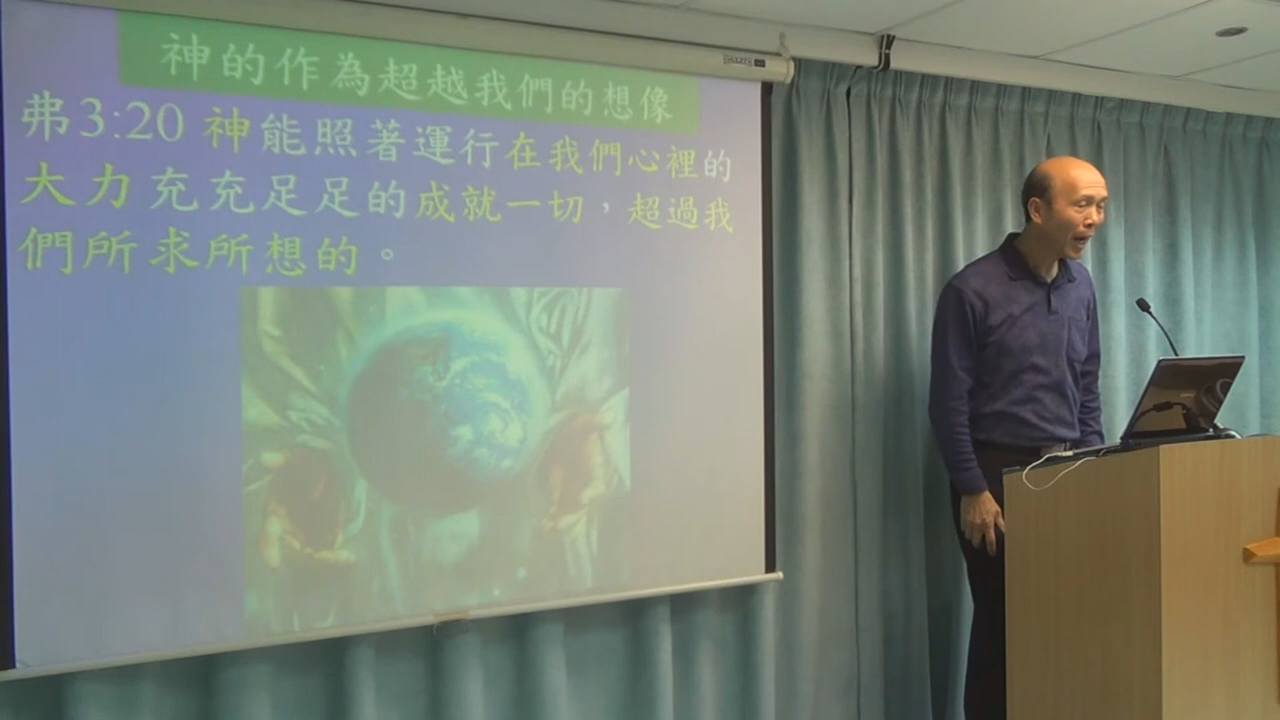 神的作為超越我們的想像
弗3:20 神能照著運行在我們心裡的
大力充充足足的成就一切，超過我
們所求所想的。